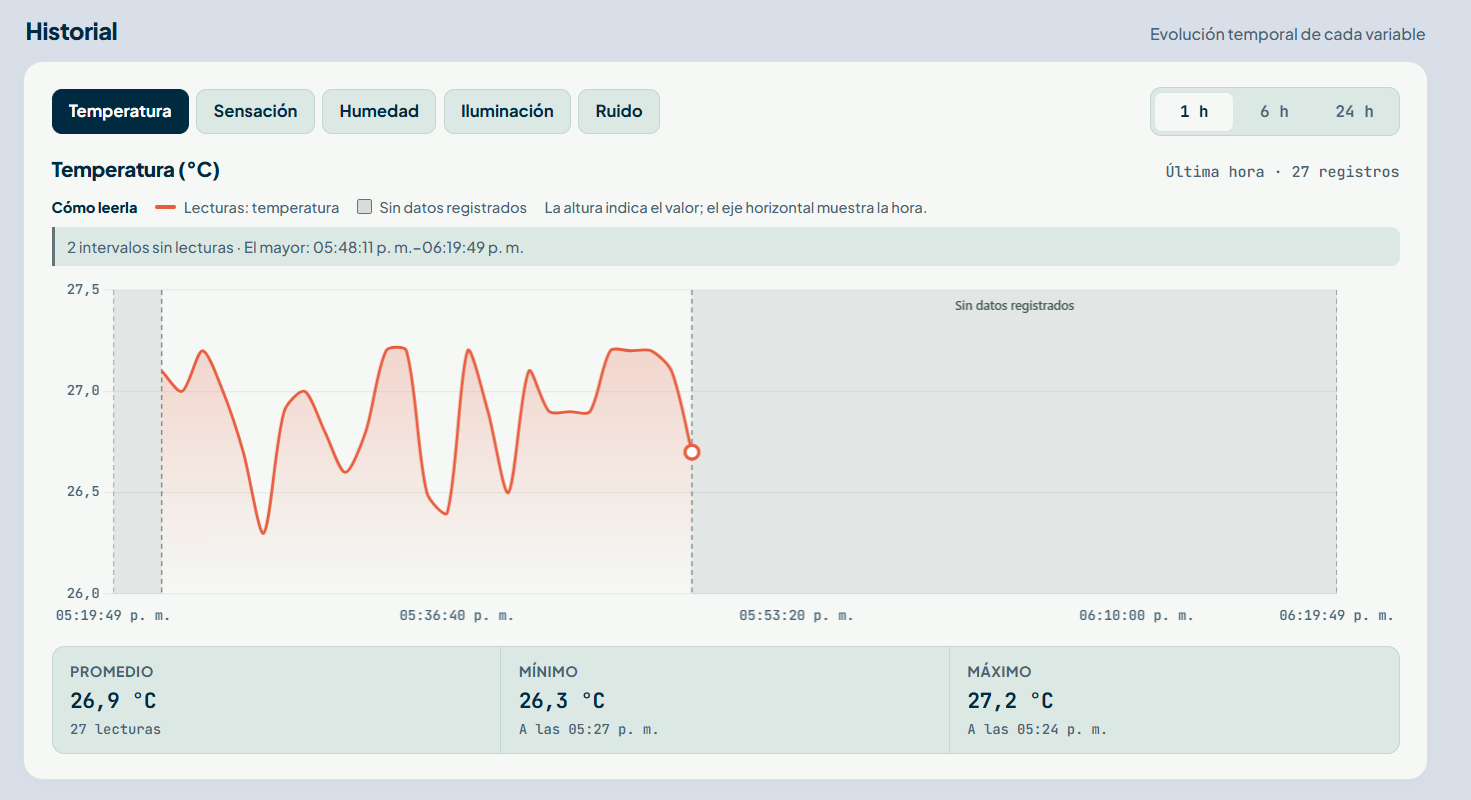 Historial
Evolución temporal de cada variable
Temperatura
Sensación
Humedad
Iluminación
Ruido
1 h
6 h
24 h
Temperatura (°C)
Última hora · 27 registros
Cómo leerla
Lecturas: temperatura
Sin datos registrados
La altura indica el valor; el eje horizontal muestra la hora.
2 intervalos sin lecturas · El mayor: 05:48:11 p. m.–06:19:49 p. m.
27,5
Sin datos registrados
27,0
26,5
26,0
05:19:49 p. m.
05:36:40 p. m.
05:53:20 p. m.
06:10:00 p. m.
06:19:49 p. m.
PROMEDIO
26,9 °C
27 lecturas
MÍNIMO
26,3 °C
A las 05:27 p. m.
MÁXIMO
27,2 °C
A las 05:24 p. m.